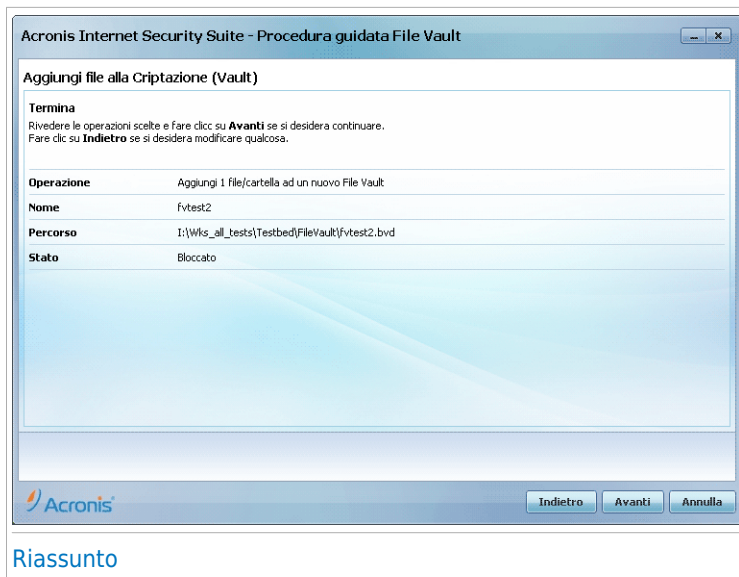 Acronis Internet Security Suite - Procedura guidata File Vault
Aggiungi file alla Criptazione (Vault)
Termina
Rivedere le operazioni scelte e fare clicc su Avanti se si desidera continuare.
Fare clic su Indietro se si desidera modificare qualcosa.
Operazione Aggiungi 1 file/cartella ad un nuovo File Vault
Nome fvtest2
Percorso I:\Wks_all_tests\Testbed\FileVault\fvtest2.bvd
Stato Bloccato
Acronis
Indietro Avanti Annulla
Riassunto